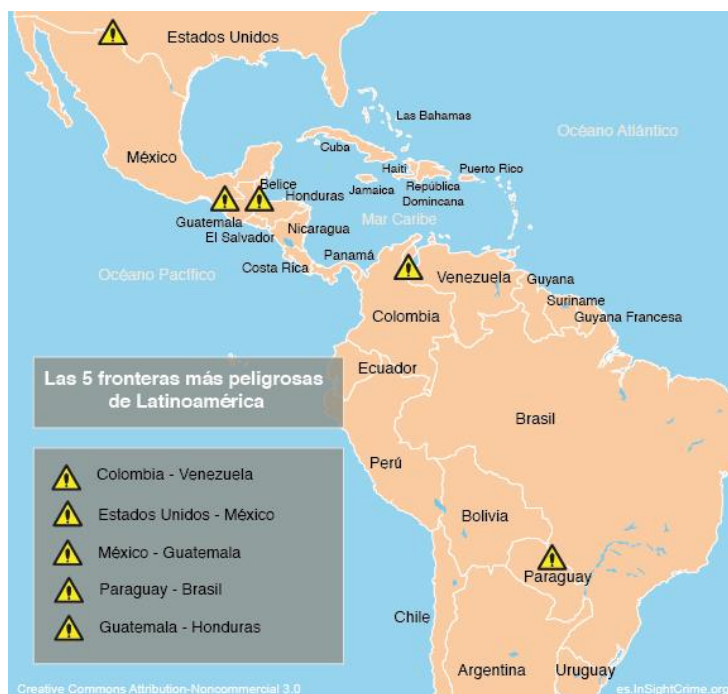 Estados Unidos
Las Bahamas
Océano Atlántico
México
Cuba
Haití
Puerto Rico
Jamaica
República
Dominicana
Belice
Honduras
Mar Caribe
Guatemala
El Salvador
Nicaragua
Océano Pacífico
Costa Rica
Panamá
Venezuela
Guyana
Suriname
Guyana Francesa
Colombia
Ecuador
Las 5 fronteras más peligrosas
de Latinoamérica
Brasil
Perú
Colombia - Venezuela
Estados Unidos - México
México - Guatemala
Paraguay - Brasil
Guatemala - Honduras
Bolivia
Paraguay
Chile
Argentina
Uruguay
Creative Commons Attribution-Noncommercial 3.0
es.InSightCrime.org